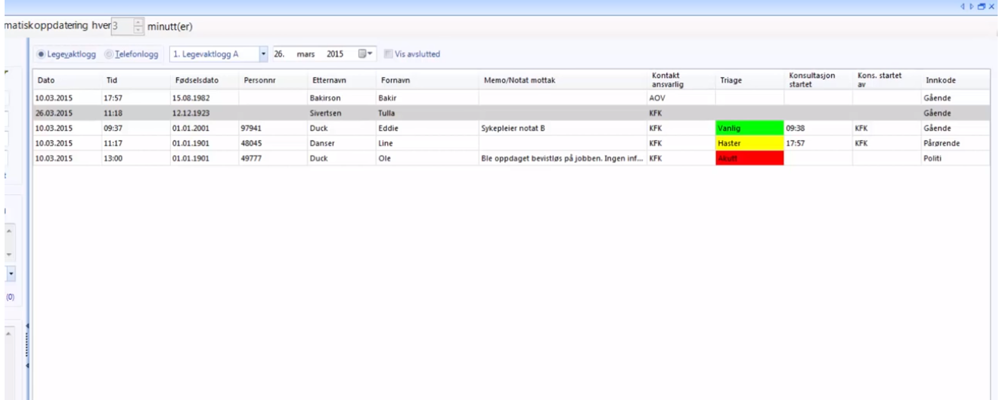 matiskoppdatering hver 3 minutt(er)
Legevaktlogg Telefonlogg 1. Legevaktlogg A 26. mars 2015 Vis avslutted
Dato Tid Fødselsdato Personnr Etternavn Fornavn Memo/Notat mottak Kontakt ansvarlig Triage Konsultasjon startet Kons. startet av Innkode
10.03.2015 17:57 15.08.1982 Bakirson Bakir AOV Gående
26.03.2015 11:18 12.12.1923 Sivertsen Tulla KFK Gående
10.03.2015 09:37 01.01.2001 97941 Duck Eddie Sykepleier notat B KFK Vanlig 09:38 KFK Gående
10.03.2015 11:17 01.01.1901 48045 Danser Line KFK Haster 17:57 KFK Pårørende
10.03.2015 13:00 01.01.1901 49777 Duck Ole Ble oppdaget bevistløs på jobben. Ingen inf... KFK Akutt Politi
(0)